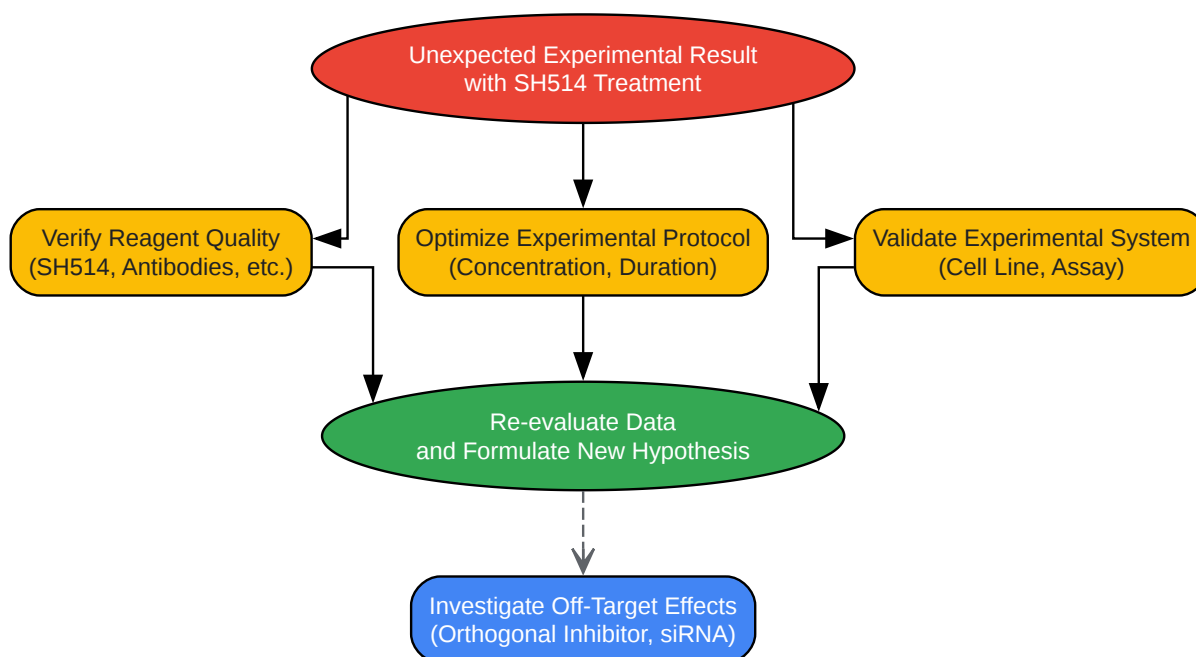 Unexpected Experimental Result
with SH514 Treatment
Verify Reagent Quality
(SH514, Antibodies, etc.)
Optimize Experimental Protocol
(Concentration, Duration)
Validate Experimental System
(Cell Line, Assay)
Re-evaluate Data
and Formulate New Hypothesis
Investigate Off-Target Effects
(Orthogonal Inhibitor, siRNA)